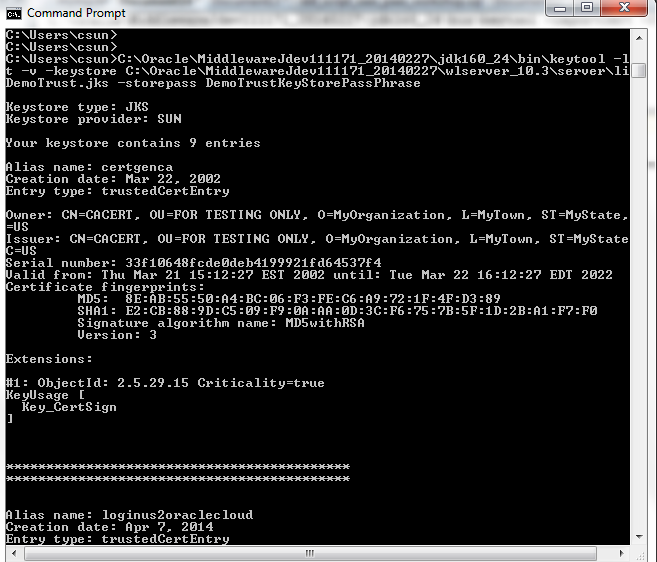 Command Prompt
C:\Users\csun>
C:\Users\csun>
C:\Users\csun>C:\Oracle\MiddlewareJdev111171_20140227\jdk160_24\bin\keytool -l
t -v -keystore C:\Oracle\MiddlewareJdev111171_20140227\wlserver_10.3\server\li
DemoTrust.jks -storepass DemoTrustKeyStorePassPhrase
Keystore type: JKS
Keystore provider: SUN
Your keystore contains 9 entries
Alias name: certgenca
Creation date: Mar 22, 2002
Entry type: trustedCertEntry
Owner: CN=CACERT, OU=FOR TESTING ONLY, O=MyOrganization, L=MyTown, ST=MyState,
=US
Issuer: CN=CACERT, OU=FOR TESTING ONLY, O=MyOrganization, L=MyTown, ST=MyState
C=US
Serial number: 33f10648fcde0deb4199921fd64537f4
Valid from: Thu Mar 21 15:12:27 EST 2002 until: Tue Mar 22 16:12:27 EDT 2022
Certificate fingerprints:
MD5:  8E:AB:55:50:A4:BC:06:F3:FE:C6:A9:72:1F:4F:D3:89
SHA1: E2:CB:88:9D:C5:09:F9:0A:AA:0D:3C:F6:75:7B:5F:1D:2B:A1:F7:F0
Signature algorithm name: MD5withRSA
Version: 3
Extensions:
#1: ObjectId: 2.5.29.15 Criticality=true
KeyUsage [
Key_CertSign
]
*******************************************
*******************************************
Alias name: loginus2oraclecloud
Creation date: Apr 7, 2014
Entry type: trustedCertEntry